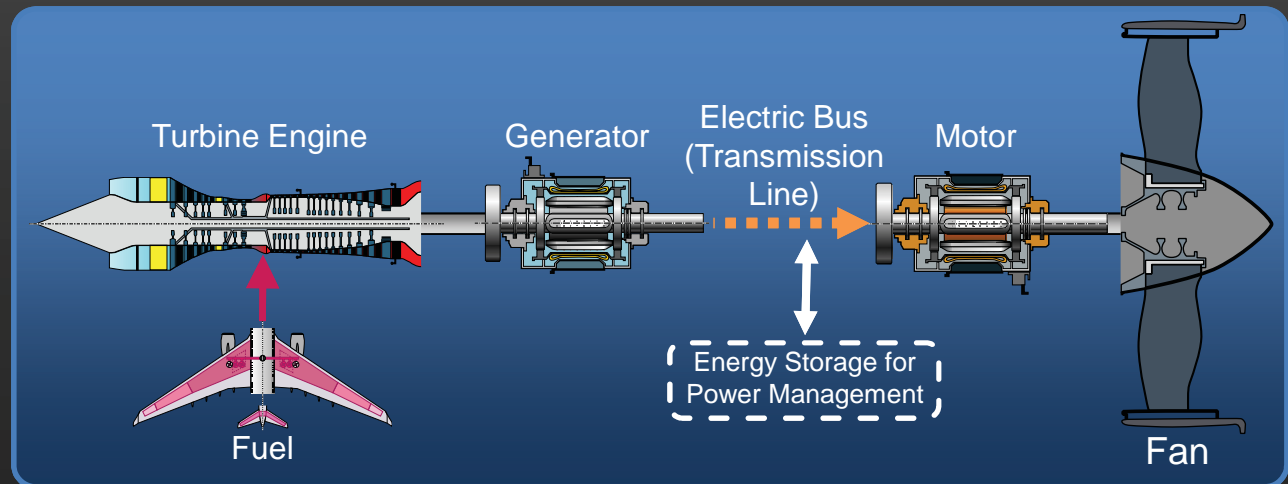 Turbine Engine
Generator
Electric Bus
(Transmission
Line)
Motor
Energy Storage for
Power Management
Fuel
Fan